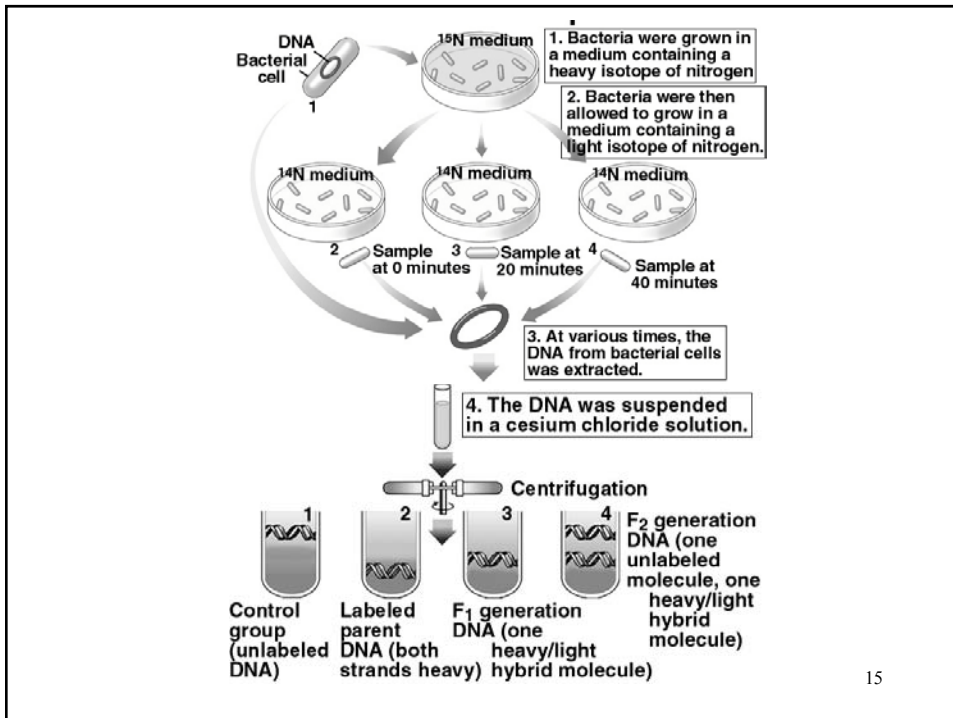 DNA
Bacterial
cell
1
¹⁵N medium
1. Bacteria were grown in
a medium containing a
heavy isotope of nitrogen
2. Bacteria were then
allowed to grow in a
medium containing a
light isotope of nitrogen.
¹⁴N medium
¹⁴N medium
¹⁴N medium
2
Sample
at 0 minutes
3
Sample at
20 minutes
4
Sample at
40 minutes
3. At various times, the
DNA from bacterial cells
was extracted.
4. The DNA was suspended
in a cesium chloride solution.
Centrifugation
1
Control
group
(unlabeled
DNA)
2
Labeled
parent
DNA (both
strands heavy)
3
F₁ generation
DNA (one
heavy/light
hybrid molecule)
4
F₂ generation
DNA (one
unlabeled
molecule, one
heavy/light
hybrid
molecule)
15